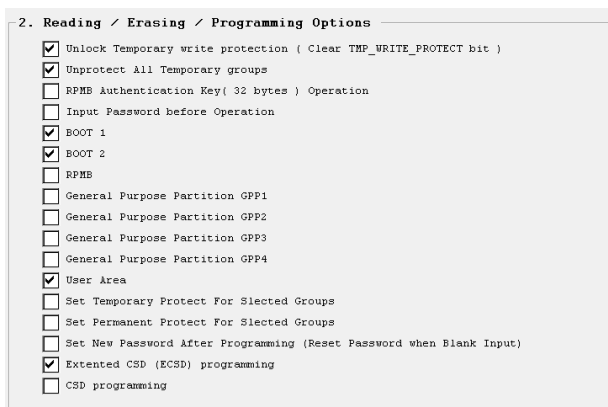 2. Reading / Erasing / Programming Options
Unlock Temporary write protection ( Clear TMP_WRITE_PROTECT bit )
Unprotect All Temporary groups
RPMB Authentication Key( 32 bytes ) Operation
Input Password before Operation
BOOT 1
BOOT 2
RPMB
General Purpose Partition GPP1
General Purpose Partition GPP2
General Purpose Partition GPP3
General Purpose Partition GPP4
User Area
Set Temporary Protect For Slected Groups
Set Permanent Protect For Slected Groups
Set New Password After Programming (Reset Password when Blank Input)
Extented CSD (ECSD) programming
CSD programming